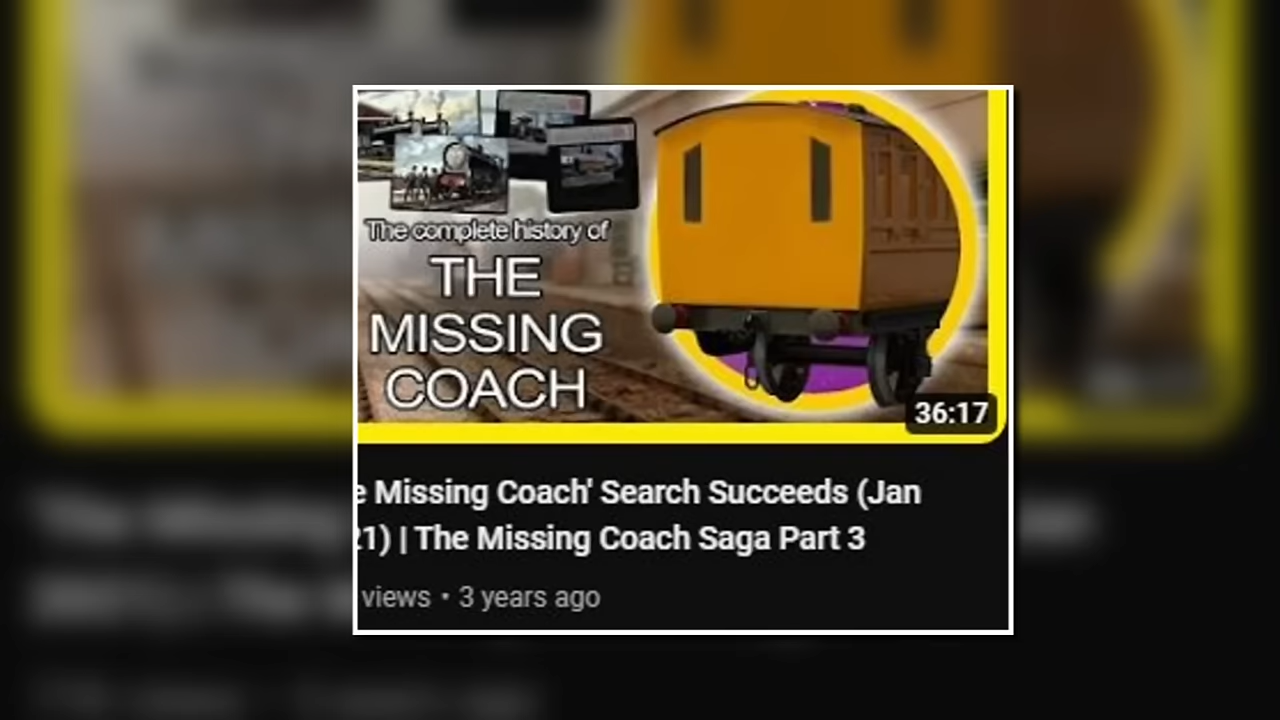 The complete history of
THE
MISSING
COACH
36:17
e Missing Coach' Search Succeeds (Jan
21) | The Missing Coach Saga Part 3
views • 3 years ago